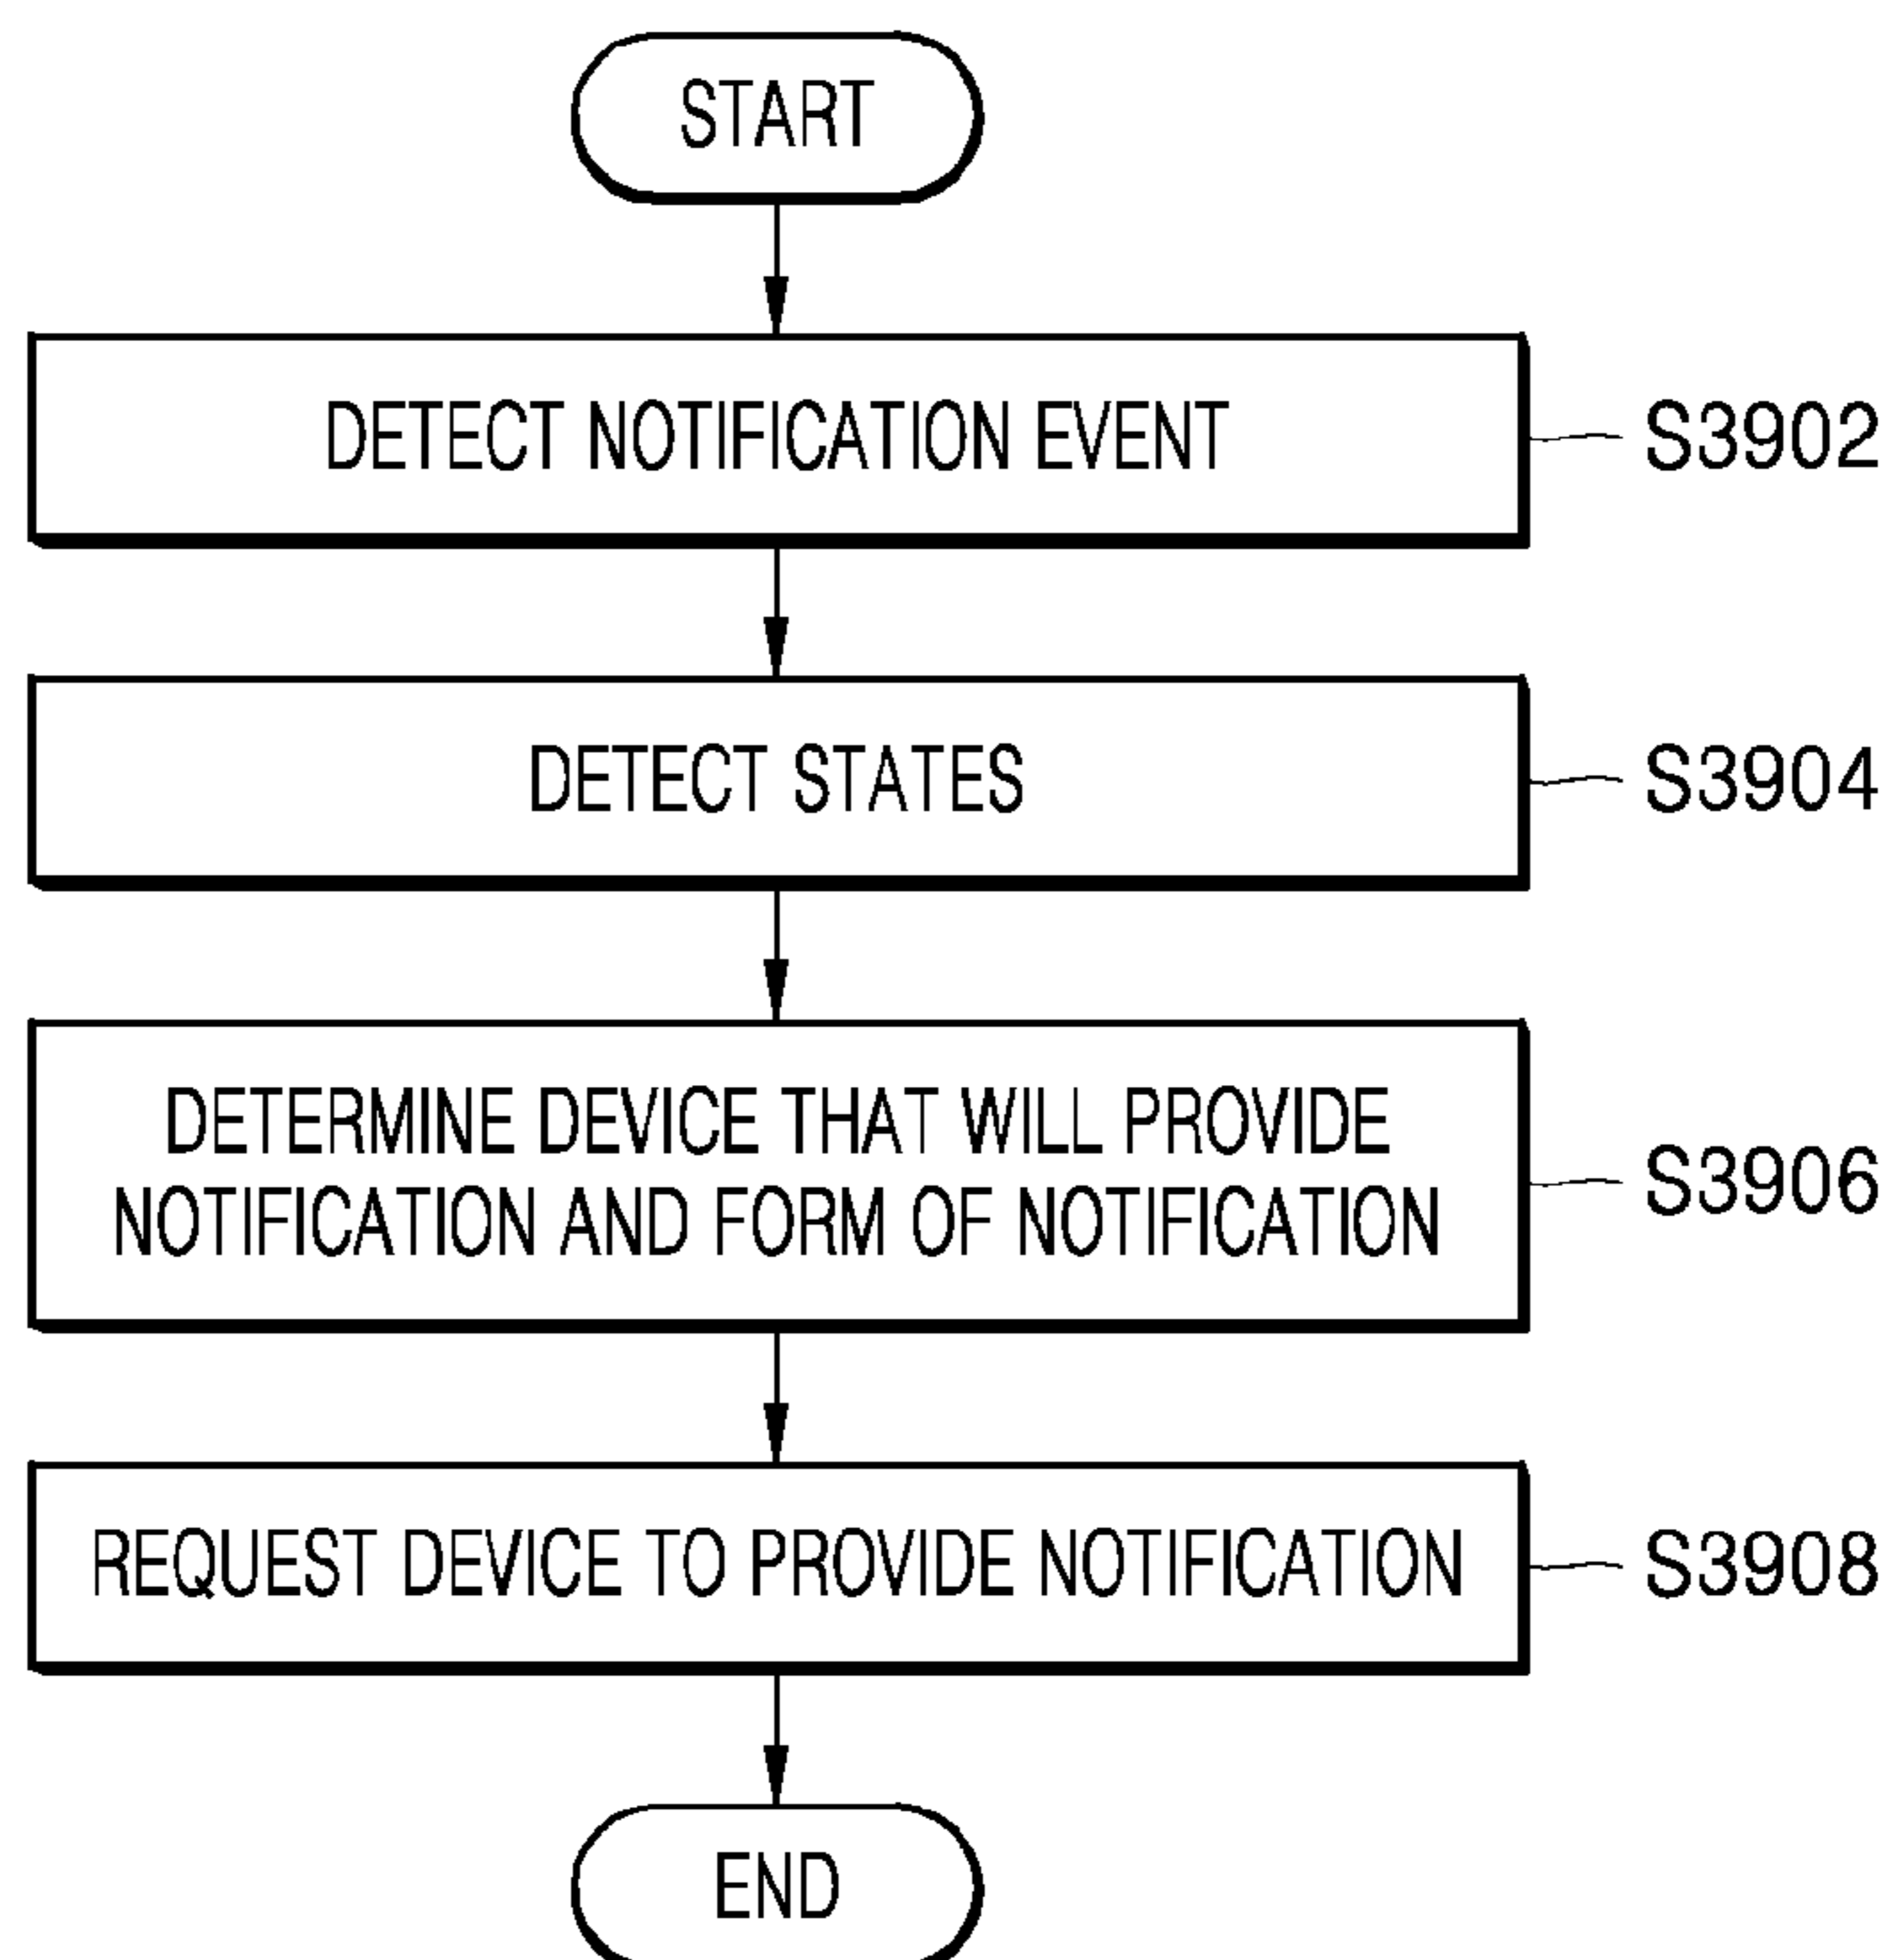 START
DETECT NOTIFICATION EVENT
S3902
DETECT STATES
S3904
DETERMINE DEVICE THAT WILL PROVIDE
NOTIFICATION AND FORM OF NOTIFICATION
S3906
REQUEST DEVICE TO PROVIDE NOTIFICATION
S3908
END